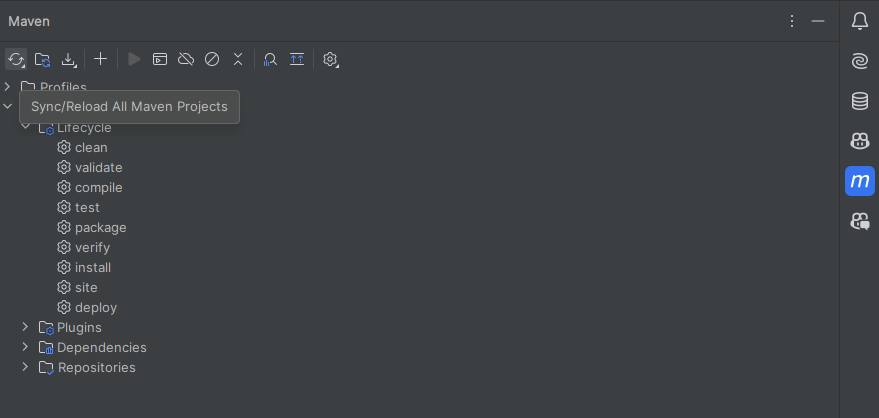 Maven
Profiles
Sync/Reload All Maven Projects
Lifecycle
clean
validate
compile
test
package
verify
install
site
deploy
Plugins
Dependencies
Repositories
m